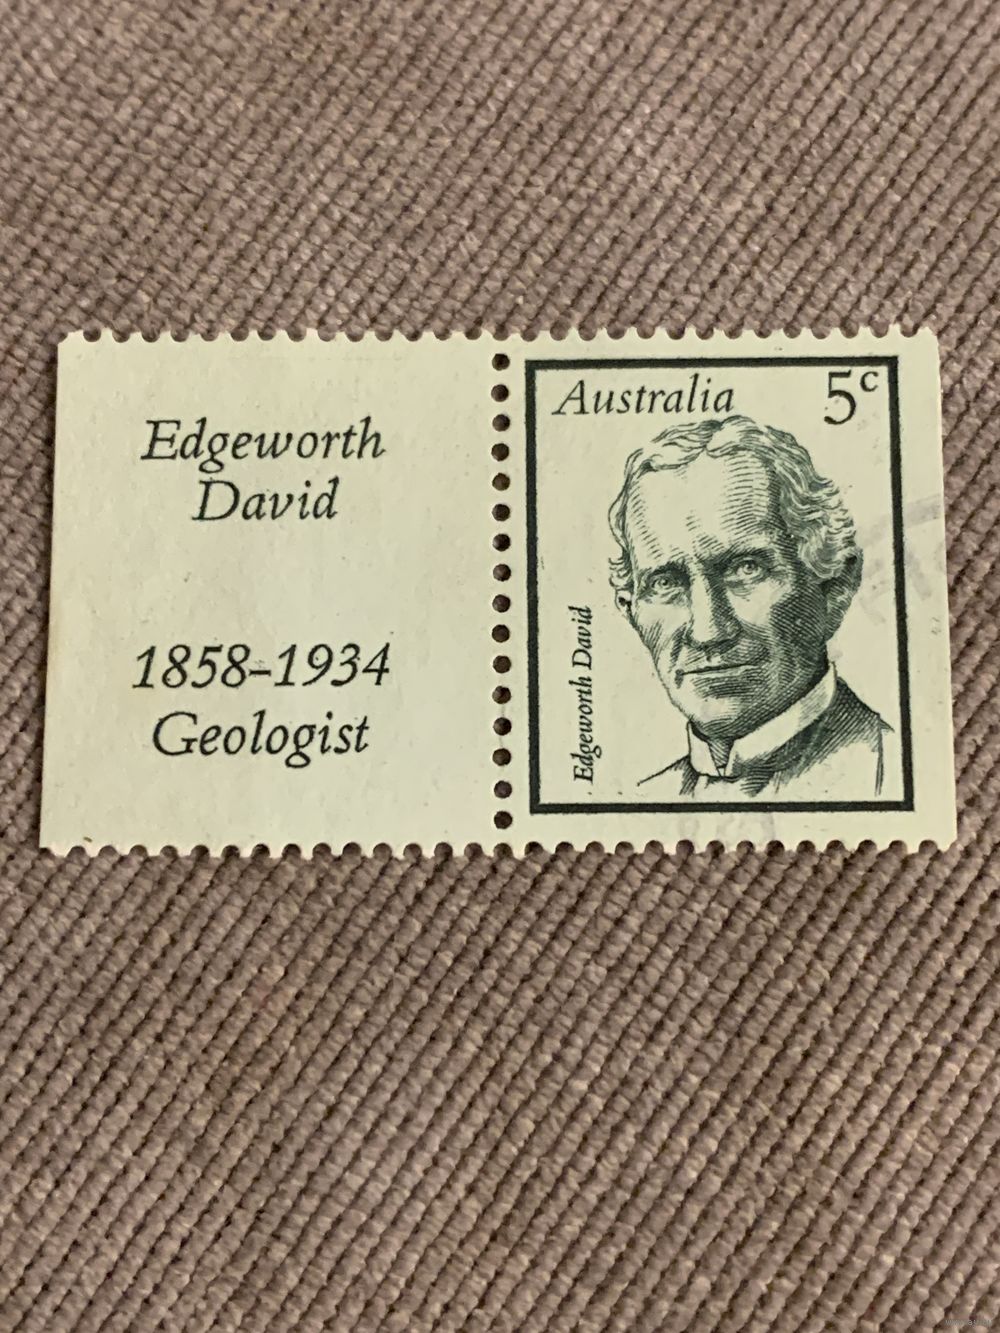 Edgeworth
David
1858-1934
Geologist
Australia
5c
Edgeworth David